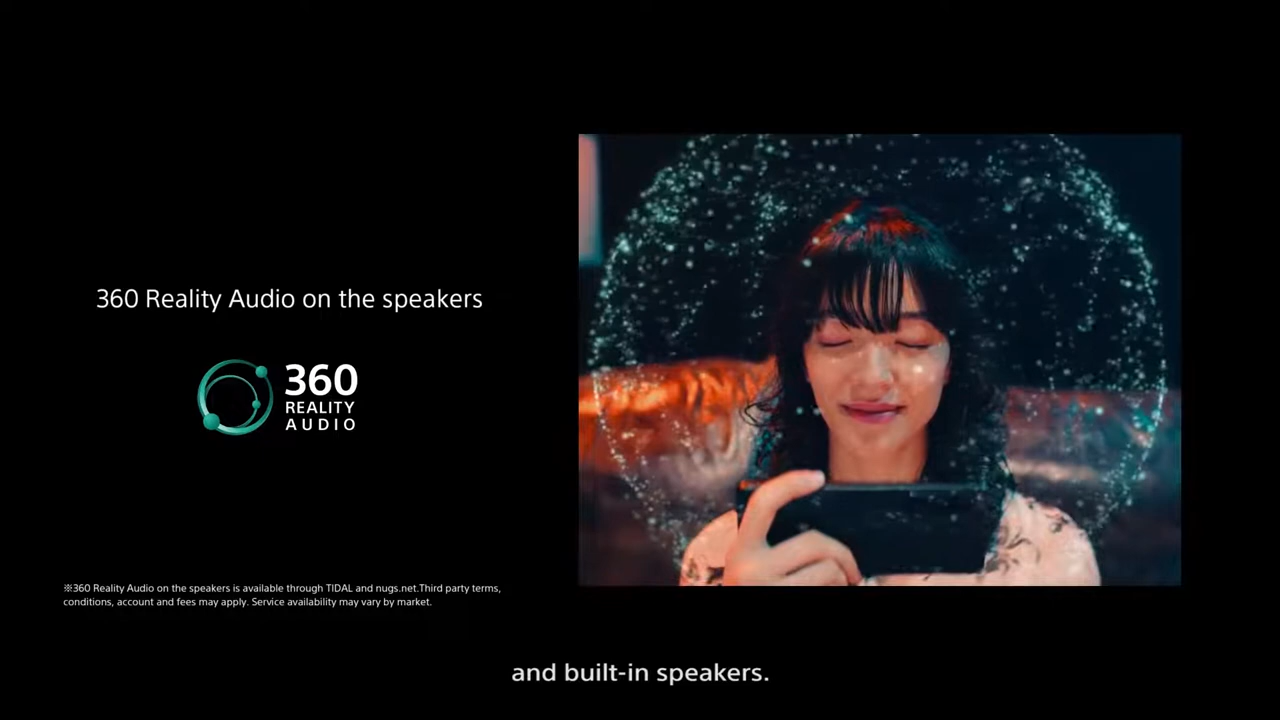 360 Reality Audio on the speakers
360
REALITY
AUDIO
※360 Reality Audio on the speakers is available through TIDAL and nugs.net.Third party terms,
conditions, account and fees may apply. Service availability may vary by market.
and built-in speakers.